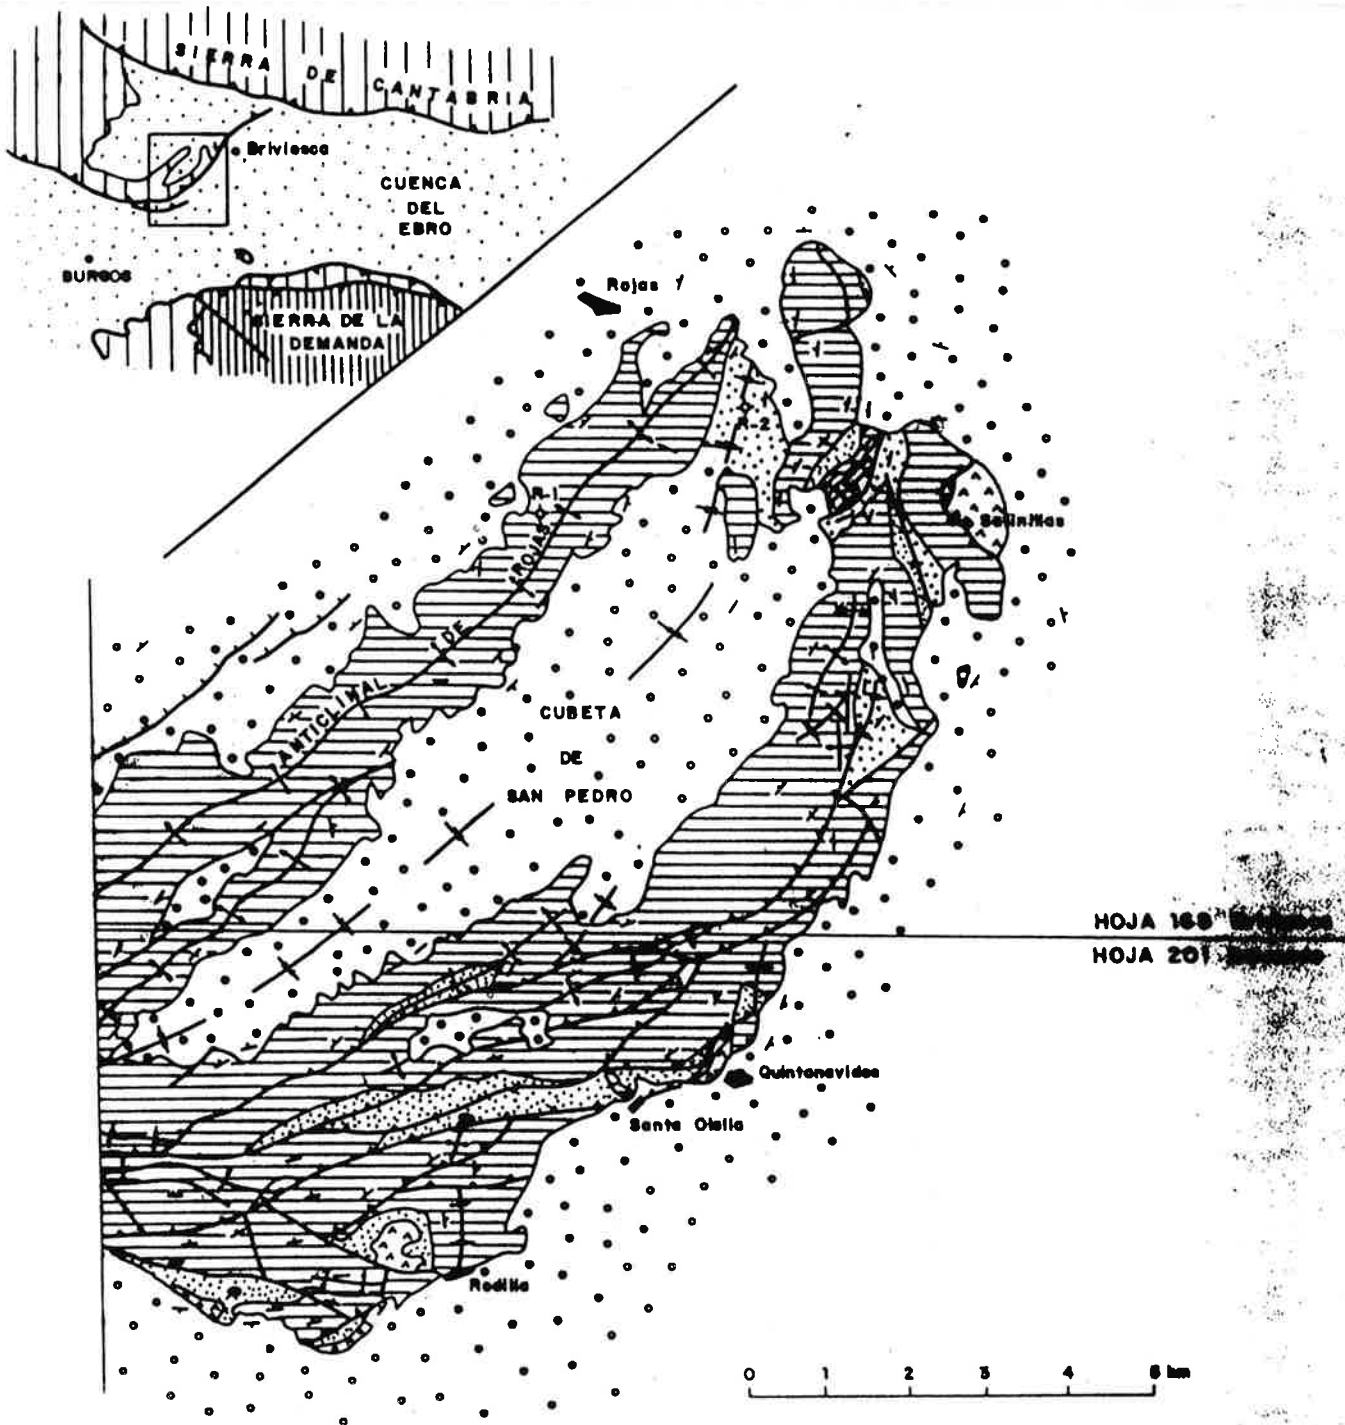 SIERRA DE CANTABRIA
Briviesca
CUENCA
DEL
EBRO
BURGOS
SIERRA DE LA
DEMANDA
Rojas
R-2
R-1
Salinillas
ANTICLINAL DE ROJAS
CUBETA
DE
SAN PEDRO
HOJA 168
HOJA 201
Quintanavides
Santa Olalla
Rodilla
0 1 2 3 4 5 km